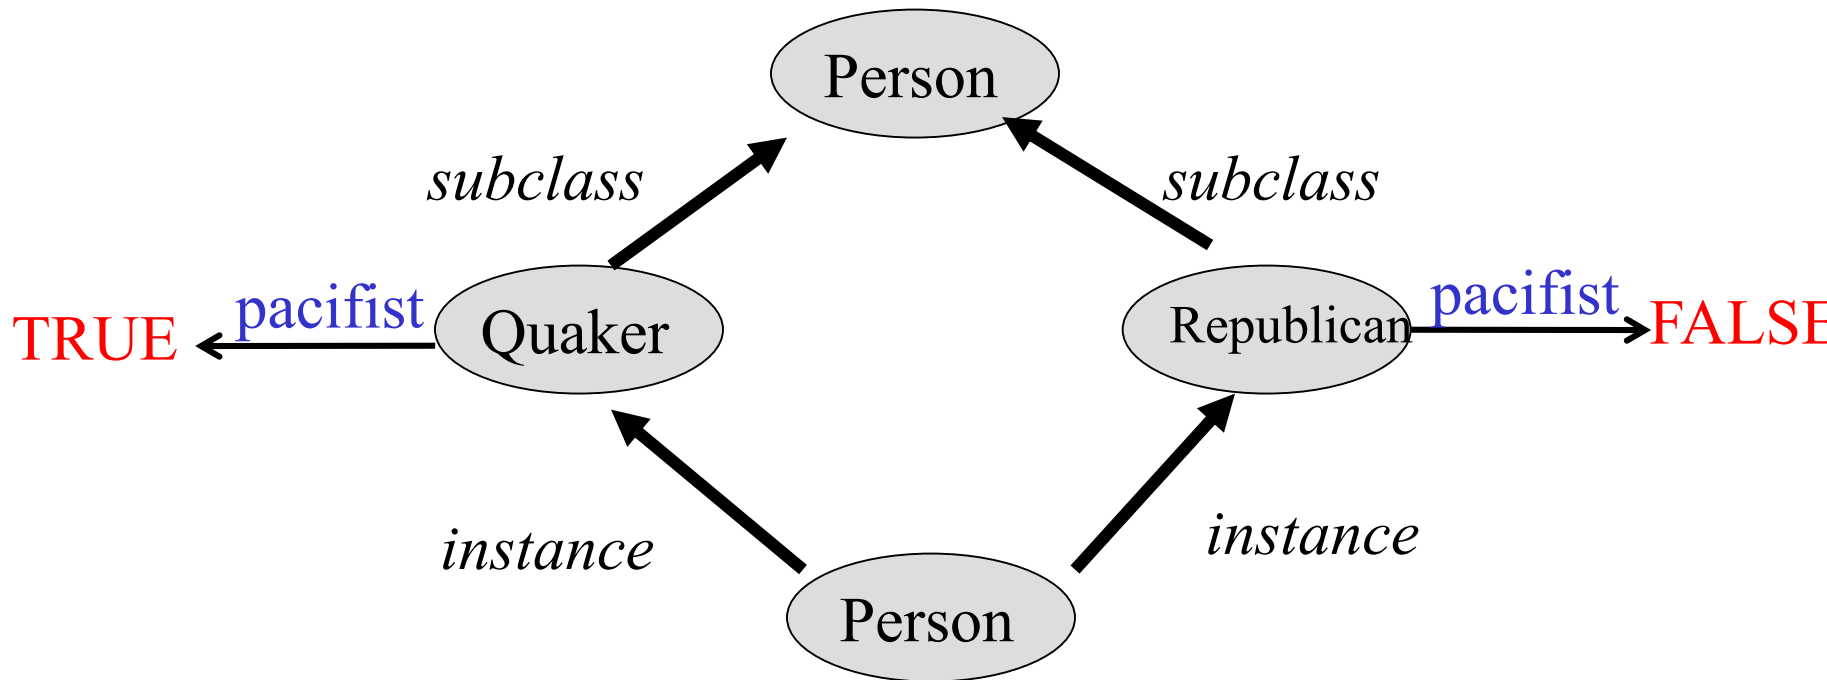 Person
subclass
subclass
TRUE
pacifist
Quaker
Republican
pacifist
FALSE
instance
instance
Person